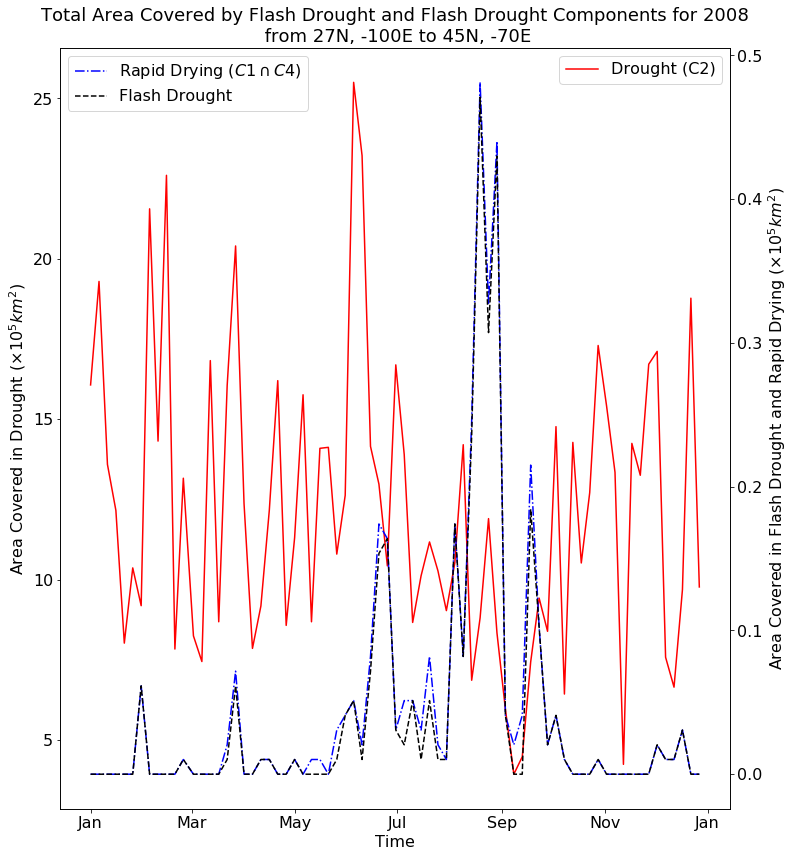 Total Area Covered by Flash Drought and Flash Drought Components for 2008
from 27N, -100E to 45N, -70E
Rapid Drying (C1 ∩ C4)
Flash Drought
Drought (C2)
Area Covered in Drought (×10⁵km²)
25
20
15
10
5
0.5
0.4
0.3
0.2
0.1
0.0
Area Covered in Flash Drought and Rapid Drying (×10⁵km²)
Jan Mar May Jul Sep Nov Jan
Time